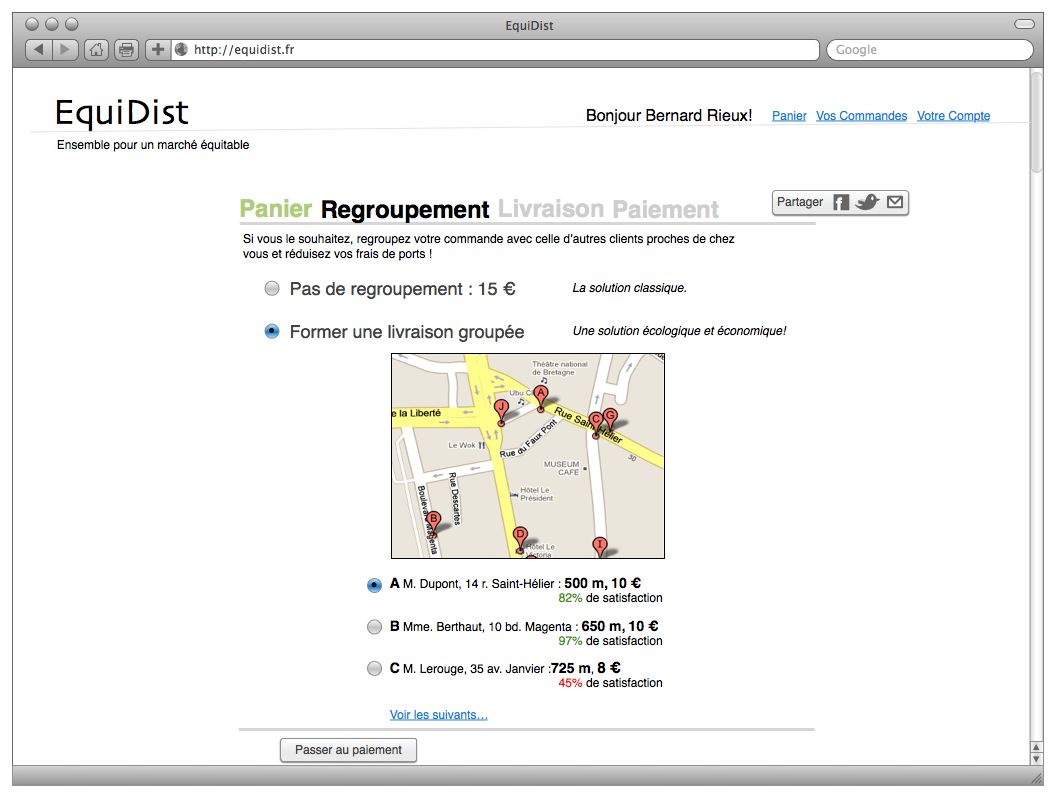 EquiDist
http://equidist.fr
Google
EquiDist
Bonjour Bernard Rieux! Panier Vos Commandes Votre Compte
Ensemble pour un marché équitable
Panier Regroupement Livraison Paiement
Partager
Si vous le souhaitez, regroupez votre commande avec celle d'autres clients proches de chez
vous et réduisez vos frais de ports !
Pas de regroupement : 15 € La solution classique.
Former une livraison groupée Une solution écologique et économique!
Théâtre national
de Bretagne
Ubu
A
J
e la Liberté
C G
Rue Saint-Hélier
Rue du Faux Pont
Le Wok
30
MUSEUM
CAFE
Rue Descartes
Boulevard Magenta
Hôtel Le
Président
B
D
Hôtel Le
Victoria
I
A M. Dupont, 14 r. Saint-Hélier : 500 m, 10 €
82% de satisfaction
B Mme. Berthaut, 10 bd. Magenta : 650 m, 10 €
97% de satisfaction
C M. Lerouge, 35 av. Janvier :725 m, 8 €
45% de satisfaction
Voir les suivants...
Passer au paiement